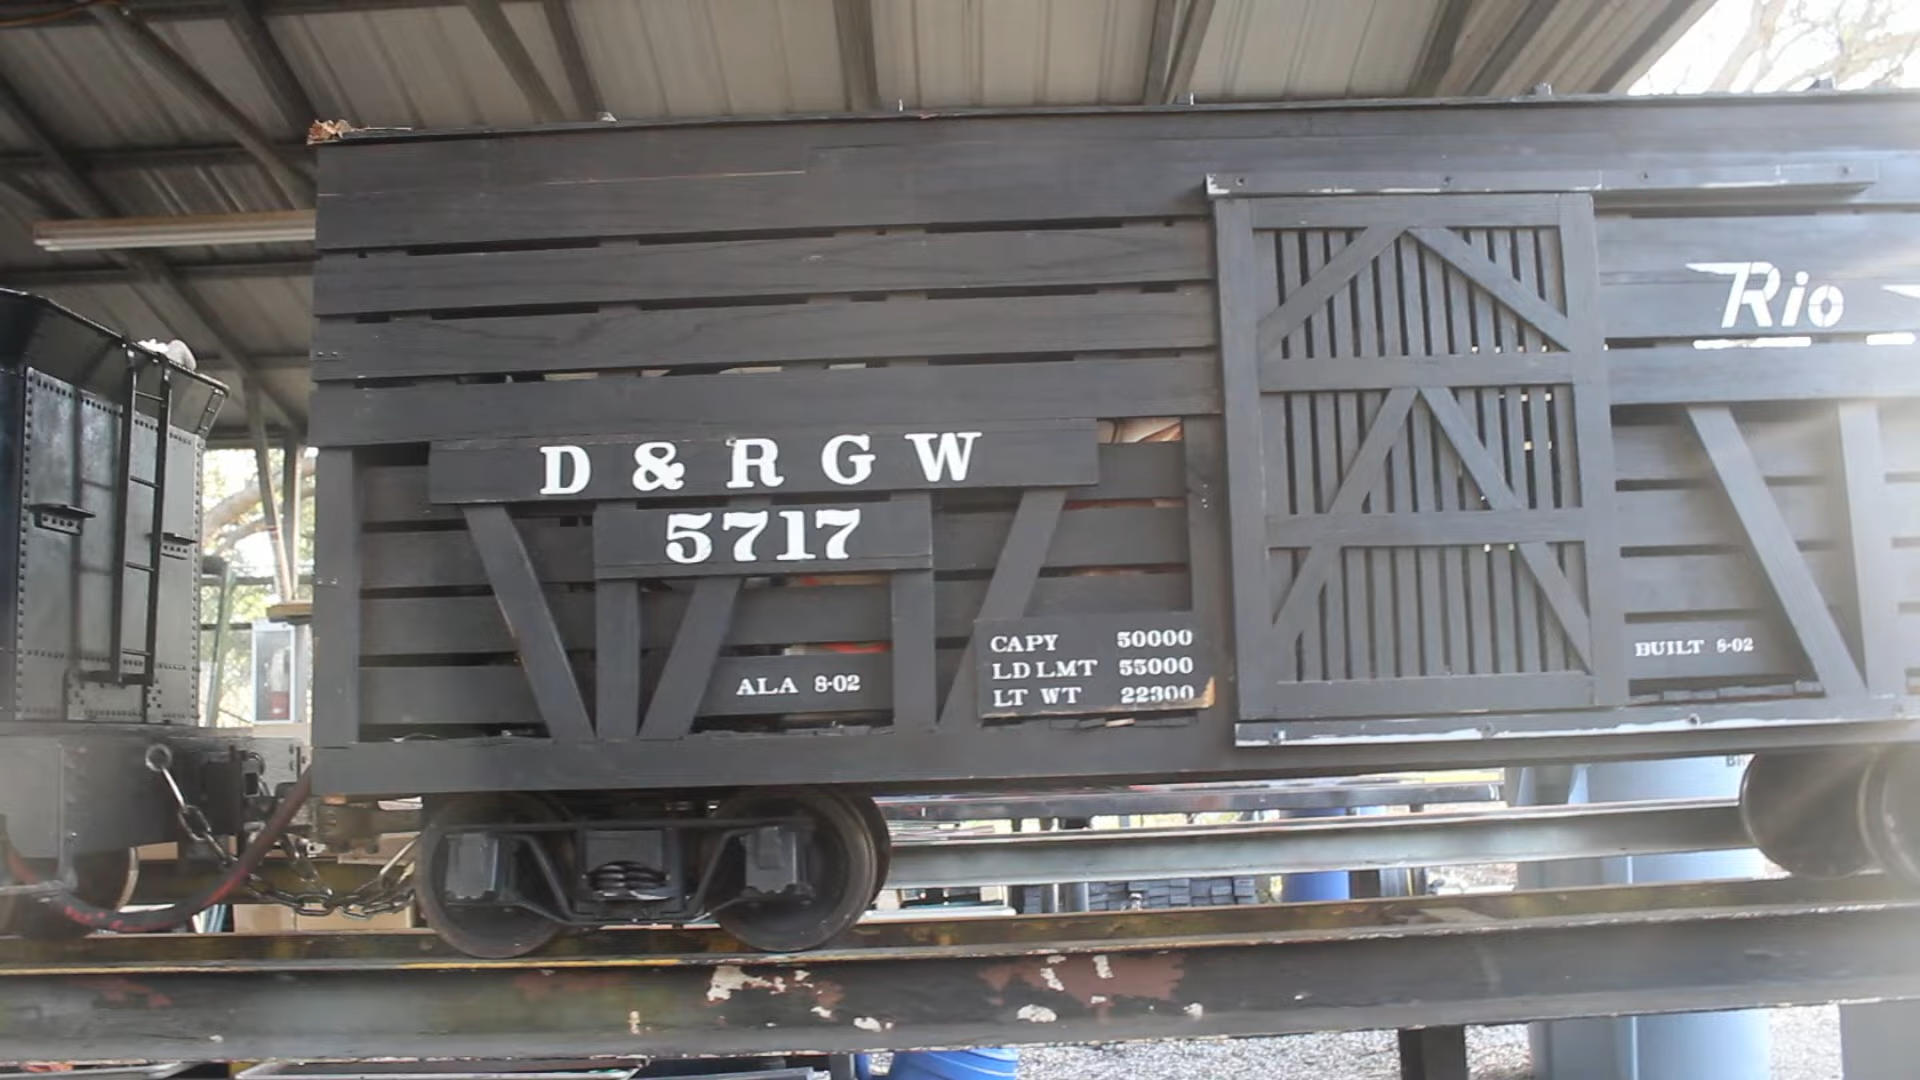 D & R G W
5717
ALA 8-02
CAPY 50000
LD LMT 55000
LT WT 22300
Rio
BUILT 8-02